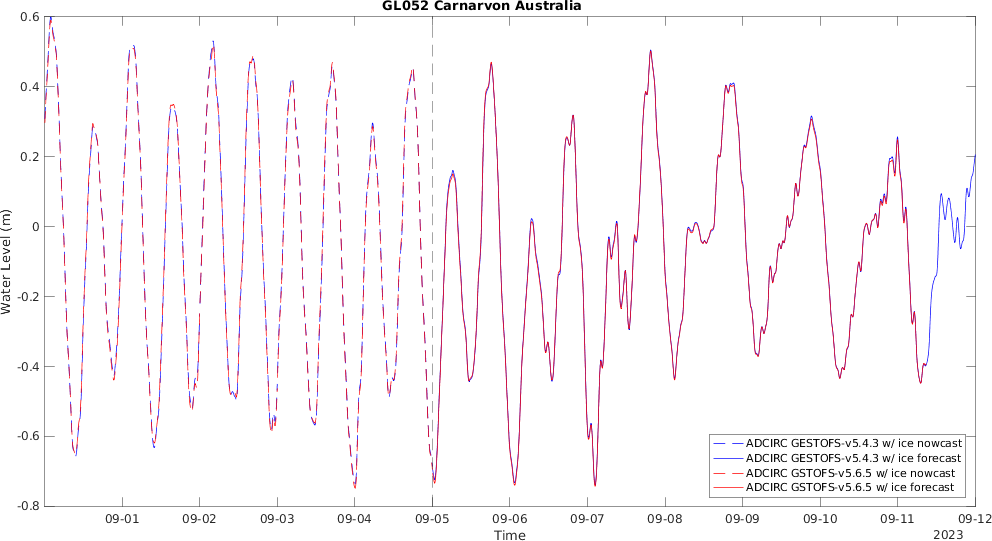 GL052 Carnarvon Australia
0.6
0.4
0.2
0
-0.2
-0.4
-0.6
-0.8
Water Level (m)
ADCIRC GESTOFS-v5.4.3 w/ ice nowcast
ADCIRC GESTOFS-v5.4.3 w/ ice forecast
ADCIRC GSTOFS-v5.6.5 w/ ice nowcast
ADCIRC GSTOFS-v5.6.5 w/ ice forecast
09-01 09-02 09-03 09-04 09-05 09-06 09-07 09-08 09-09 09-10 09-11 09-12
Time
2023